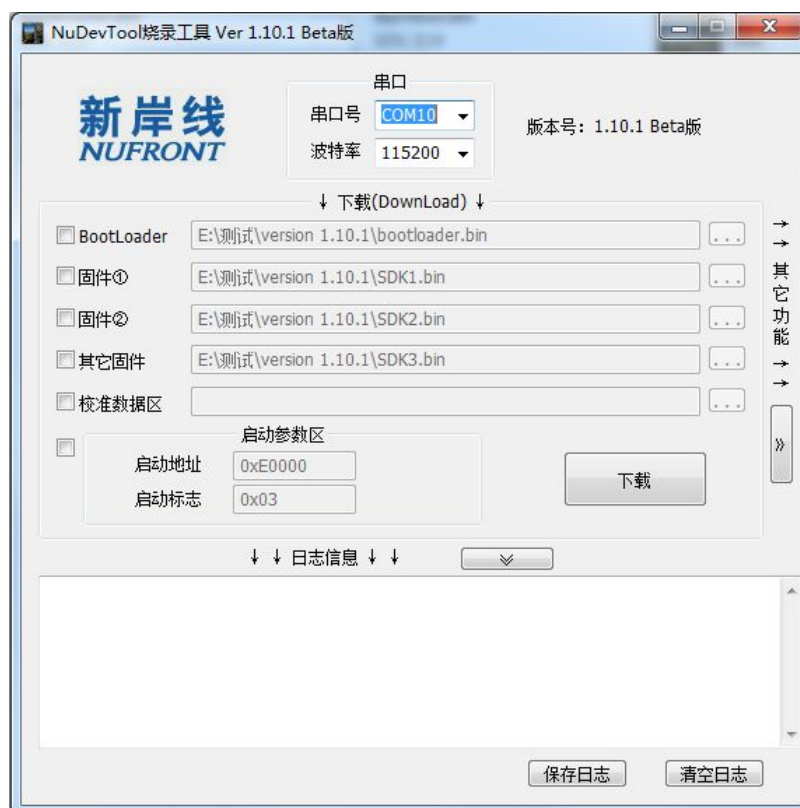 NuDevTool烧录工具 Ver 1.10.1 Beta版
串口
新岸线
NUFRONT
串口号 COM10
波特率 115200
版本号：1.10.1 Beta版
↓ 下载(DownLoad) ↓
BootLoader E:\测试\version 1.10.1\bootloader.bin ...
固件① E:\测试\version 1.10.1\SDK1.bin ...
固件② E:\测试\version 1.10.1\SDK2.bin ...
其它固件 E:\测试\version 1.10.1\SDK3.bin ...
校准数据区 ...
→→ 其它功能 →→
启动参数区
启动地址 0xE0000
启动标志 0x03
下载
↓ ↓ 日志信息 ↓ ↓
保存日志 清空日志